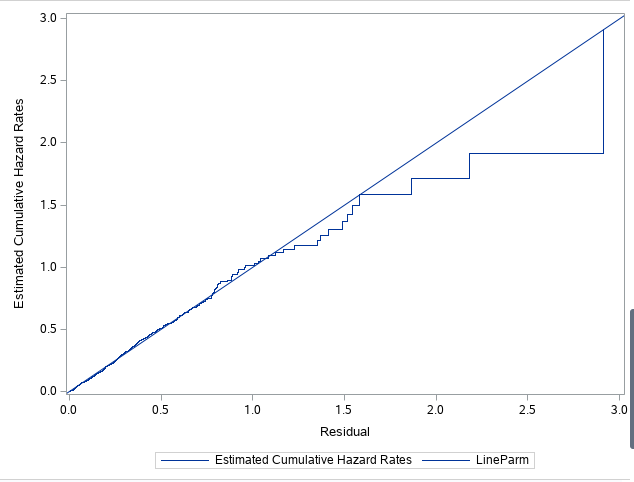 Estimated Cumulative Hazard Rates
3.0
2.5
2.0
1.5
1.0
0.5
0.0
0.0 0.5 1.0 1.5 2.0 2.5 3.0
Residual
Estimated Cumulative Hazard Rates LineParm